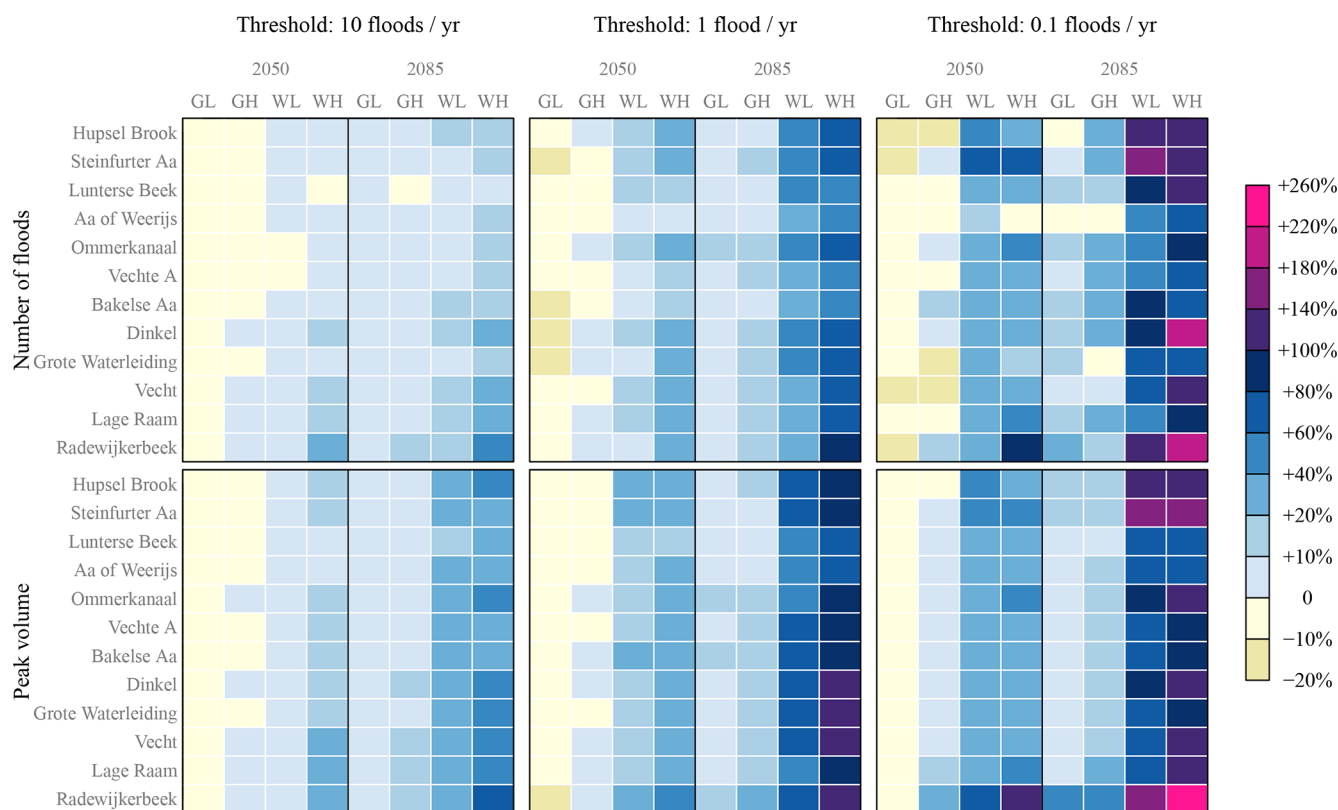 Threshold: 10 floods / yr Threshold: 1 flood / yr Threshold: 0.1 floods / yr
2050 2085 2050 2085 2050 2085
GL GH WL WH GL GH WL WH GL GH WL WH GL GH WL WH GL GH WL WH GL GH WL WH
Number of floods
Hupsel Brook
Steinfurter Aa
Lunterse Beek
Aa of Weerijs
Ommerkanaal
Vechte A
Bakelse Aa
Dinkel
Grote Waterleiding
Vecht
Lage Raam
Radewijkerbeek
Peak volume
Hupsel Brook
Steinfurter Aa
Lunterse Beek
Aa of Weerijs
Ommerkanaal
Vechte A
Bakelse Aa
Dinkel
Grote Waterleiding
Vecht
Lage Raam
Radewijkerbeek
+260%
+220%
+180%
+140%
+100%
+80%
+60%
+40%
+20%
+10%
0
−10%
−20%